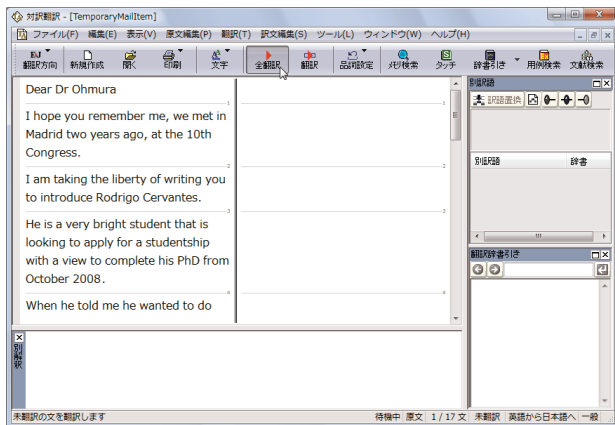 対訳翻訳 - [TemporaryMailItem]
ファイル(F) 編集(E) 表示(V) 原文編集(P) 翻訳(T) 訳文編集(S) ツール(L) ウィンドウ(W) ヘルプ(H)
EtoJ
翻訳方向 新規作成 開く 印刷 文字 全翻訳 翻訳 品詞設定 メモリ検索 タッチ 辞書引き 用例検索 文献検索
Dear Dr Ohmura
1 1
I hope you remember me, we met in
Madrid two years ago, at the 10th
Congress.
2 2
I am taking the liberty of writing you
to introduce Rodrigo Cervantes.
3 3
He is a very bright student that is
looking to apply for a studentship
with a view to complete his PhD from
October 2008.
4 4
When he told me he wanted to do
別訳語
訳語置換
別訳語 辞書
翻訳辞書引き
別解釈
未翻訳の文を翻訳します 待機中 原文 1 / 17 文 未翻訳 英語から日本語へ 一般